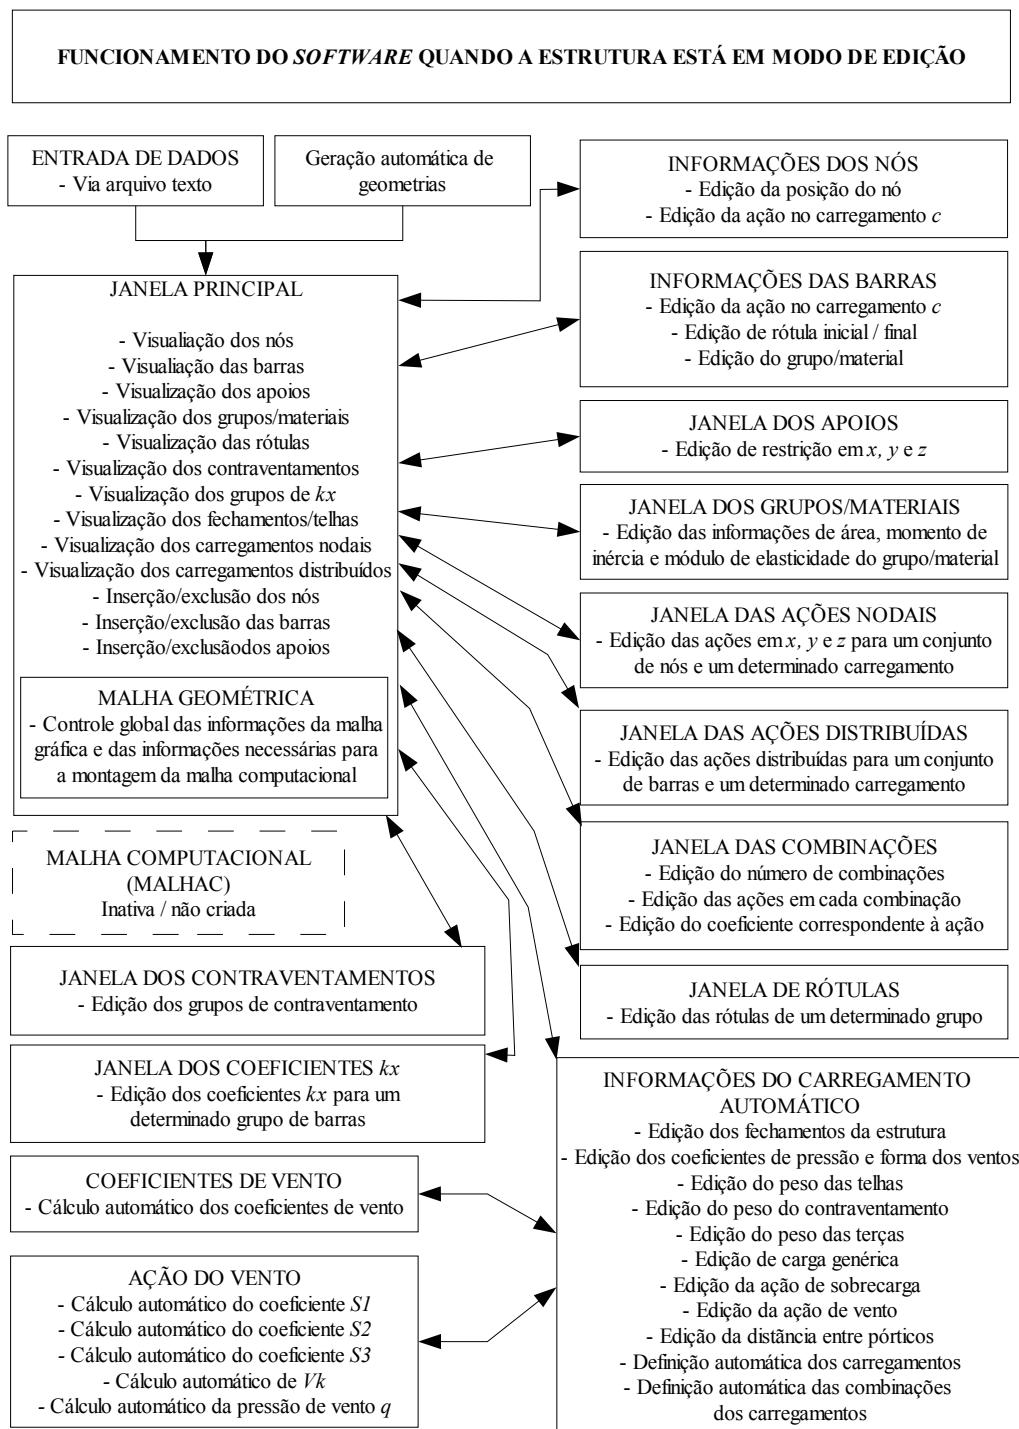 FUNCIONAMENTO DO SOFTWARE QUANDO A ESTRUTURA ESTÁ EM MODO DE EDIÇÃO
ENTRADA DE DADOS
- Via arquivo texto
Geração automática de
geometrias
JANELA PRINCIPAL
- Visualiação dos nós
- Visualiação das barras
- Visualização dos apoios
- Visualização dos grupos/materiais
- Visualização das rótulas
- Visualização dos contraventamentos
- Visualização dos grupos de kx
- Visualização dos fechamentos/telhas
- Visualização dos carregamentos nodais
- Visualização dos carregamentos distribuídos
- Inserção/exclusão dos nós
- Inserção/exclusão das barras
- Inserção/exclusãodos apoios
MALHA GEOMÉTRICA
- Controle global das informações da malha
gráfica e das informações necessárias para
a montagem da malha computacional
MALHA COMPUTACIONAL
(MALHAC)
Inativa / não criada
JANELA DOS CONTRAVENTAMENTOS
- Edição dos grupos de contraventamento
JANELA DOS COEFICIENTES kx
- Edição dos coeficientes kx para um
determinado grupo de barras
COEFICIENTES DE VENTO
- Cálculo automático dos coeficientes de vento
AÇÃO DO VENTO
- Cálculo automático do coeficiente S1
- Cálculo automático do coeficiente S2
- Cálculo automático do coeficiente S3
- Cálculo automático de Vk
- Cálculo automático da pressão de vento q
INFORMAÇÕES DOS NÓS
- Edição da posição do nó
- Edição da ação no carregamento c
INFORMAÇÕES DAS BARRAS
- Edição da ação no carregamento c
- Edição de rótula inicial / final
- Edição do grupo/material
JANELA DOS APOIOS
- Edição de restrição em x, y e z
JANELA DOS GRUPOS/MATERIAIS
- Edição das informações de área, momento de
inércia e módulo de elasticidade do grupo/material
JANELA DAS AÇÕES NODAIS
- Edição das ações em x, y e z para um conjunto
de nós e um determinado carregamento
JANELA DAS AÇÕES DISTRIBUÍDAS
- Edição das ações distribuídas para um conjunto
de barras e um determinado carregamento
JANELA DAS COMBINAÇÕES
- Edição do número de combinações
- Edição das ações em cada combinação
- Edição do coeficiente correspondente à ação
JANELA DE RÓTULAS
- Edição das rótulas de um determinado grupo
INFORMAÇÕES DO CARREGAMENTO
AUTOMÁTICO
- Edição dos fechamentos da estrutura
- Edição dos coeficientes de pressão e forma dos ventos
- Edição do peso das telhas
- Edição do peso do contraventamento
- Edição do peso das terças
- Edição de carga genérica
- Edição da ação de sobrecarga
- Edição da ação de vento
- Edição da distância entre pórticos
- Definição automática dos carregamentos
- Definição automática das combinações
dos carregamentos